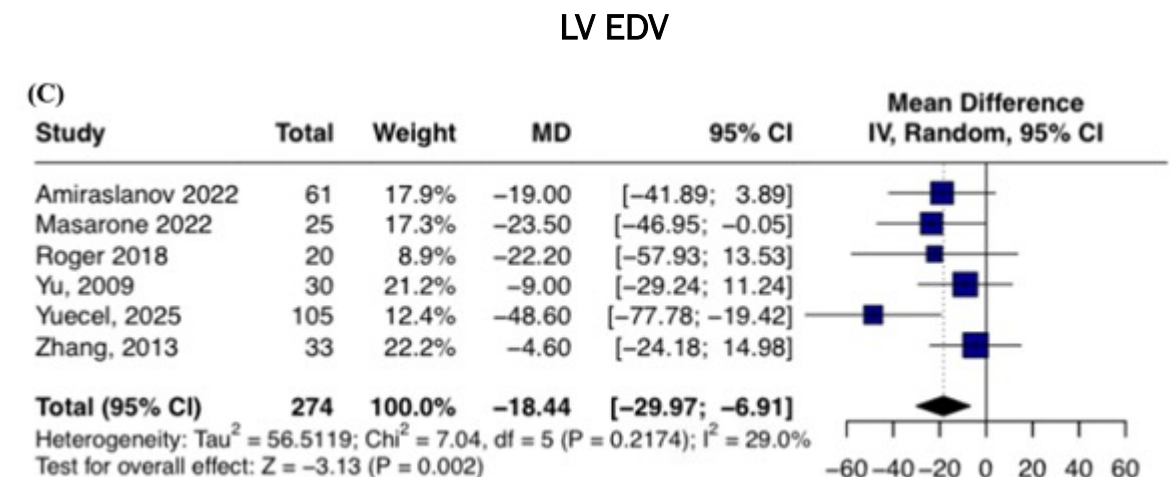 LV EDV
(C)
Mean Difference
Study Total Weight MD 95% CI IV, Random, 95% CI
Amiraslanov 2022 61 17.9% −19.00 [−41.89; 3.89]
Masarone 2022 25 17.3% −23.50 [−46.95; −0.05]
Roger 2018 20 8.9% −22.20 [−57.93; 13.53]
Yu, 2009 30 21.2% −9.00 [−29.24; 11.24]
Yuecel, 2025 105 12.4% −48.60 [−77.78; −19.42]
Zhang, 2013 33 22.2% −4.60 [−24.18; 14.98]
Total (95% CI) 274 100.0% −18.44 [−29.97; −6.91]
Heterogeneity: Tau² = 56.5119; Chi² = 7.04, df = 5 (P = 0.2174); I² = 29.0%
Test for overall effect: Z = −3.13 (P = 0.002)
−60 −40 −20 0 20 40 60